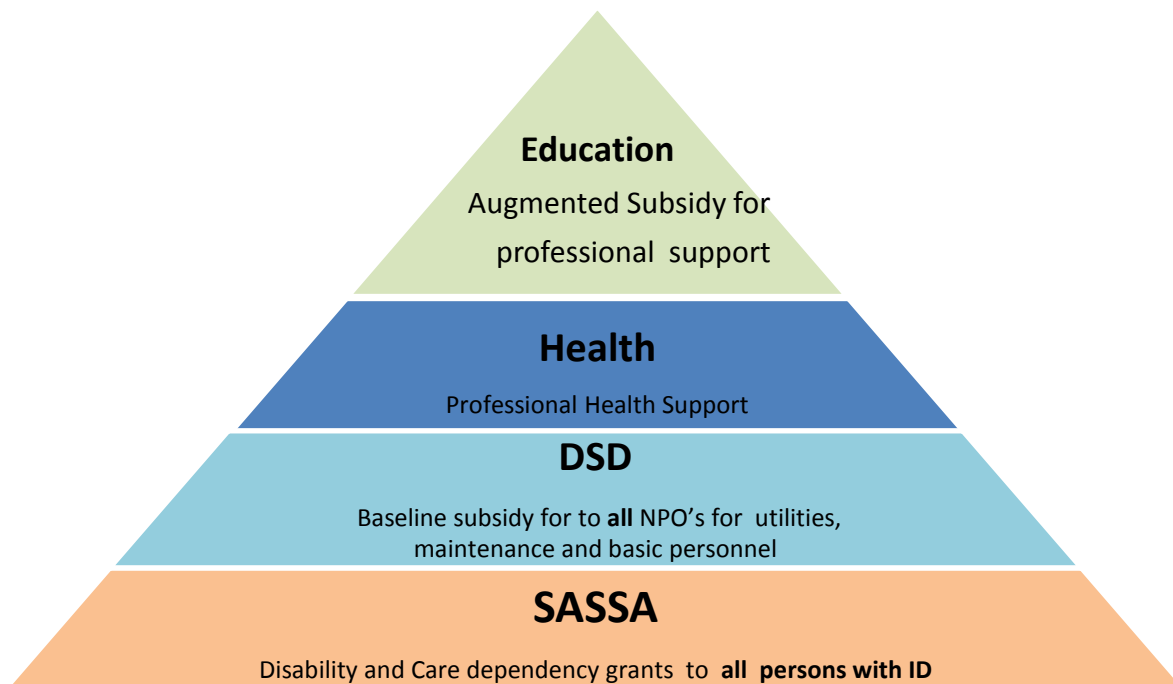 Education
Augmented Subsidy for
professional support
Health
Professional Health Support
DSD
Baseline subsidy for to all NPO’s for utilities,
maintenance and basic personnel
SASSA
Disability and Care dependency grants to all persons with ID